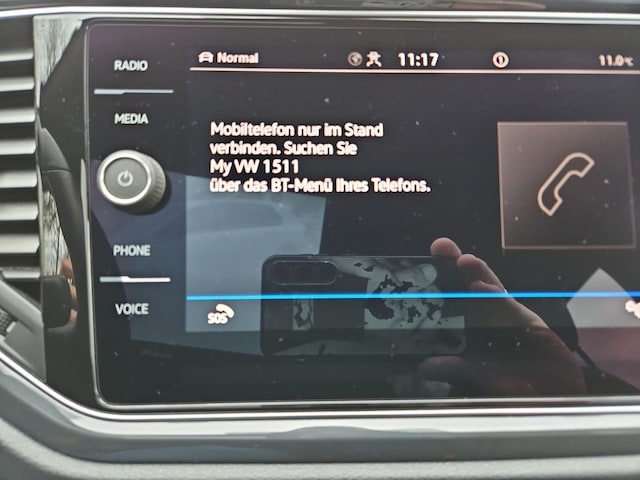 RADIO
MEDIA
PHONE
VOICE
Normal
11:17
11.0°C
Mobiltelefon nur im Stand
verbinden. Suchen Sie
My VW 1511
über das BT-Menü Ihres Telefons.
SOS